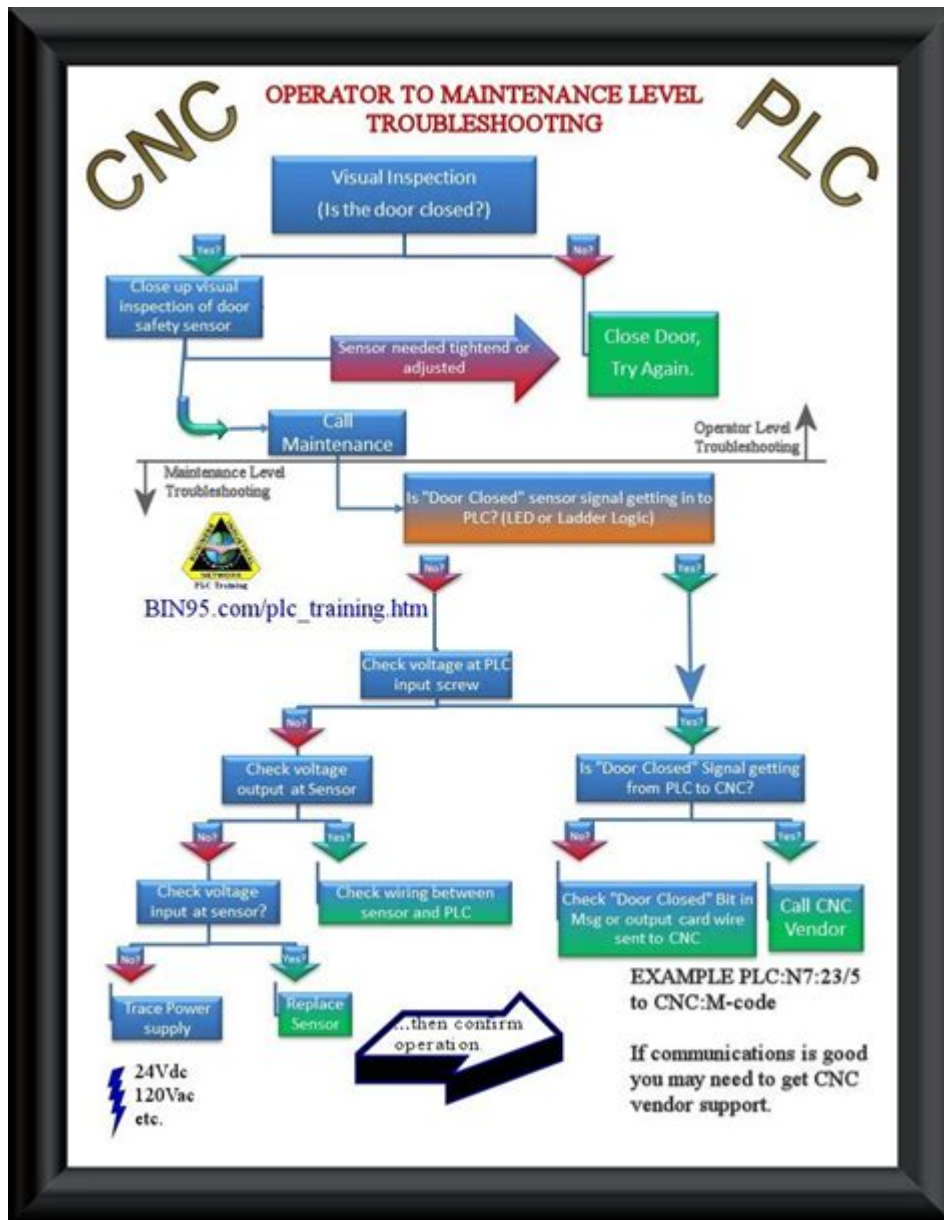 CNC
PLC
OPERATOR TO MAINTENANCE LEVEL
TROUBLESHOOTING
Visual Inspection
(Is the door closed?)
Yes?
No?
Close up visual
inspection of door
safety sensor
Sensor needed tightend or
adjusted
Close Door,
Try Again.
Call
Maintenance
Operator Level
Troubleshooting
Maintenance Level
Troubleshooting
Is "Door Closed" sensor signal getting in to
PLC? (LED or Ladder Logic)
NETWORK
PLC Training
BIN95.com/plc_training.htm
No?
Yes?
Check voltage at PLC
input screw
No?
Yes?
Check voltage
output at Sensor
Is "Door Closed" Signal getting
from PLC to CNC?
No?
Yes?
No?
Yes?
Check voltage
input at sensor?
Check wiring between
sensor and PLC
Check "Door Closed" Bit in
Msg or output card wire
sent to CNC
Call CNC
Vendor
No?
Yes?
Trace Power
supply
Replace
Sensor
...then confirm
operation.
EXAMPLE PLC:N7:23/5
to CNC:M-code
24Vdc
120Vac
etc.
If communications is good
you may need to get CNC
vendor support.